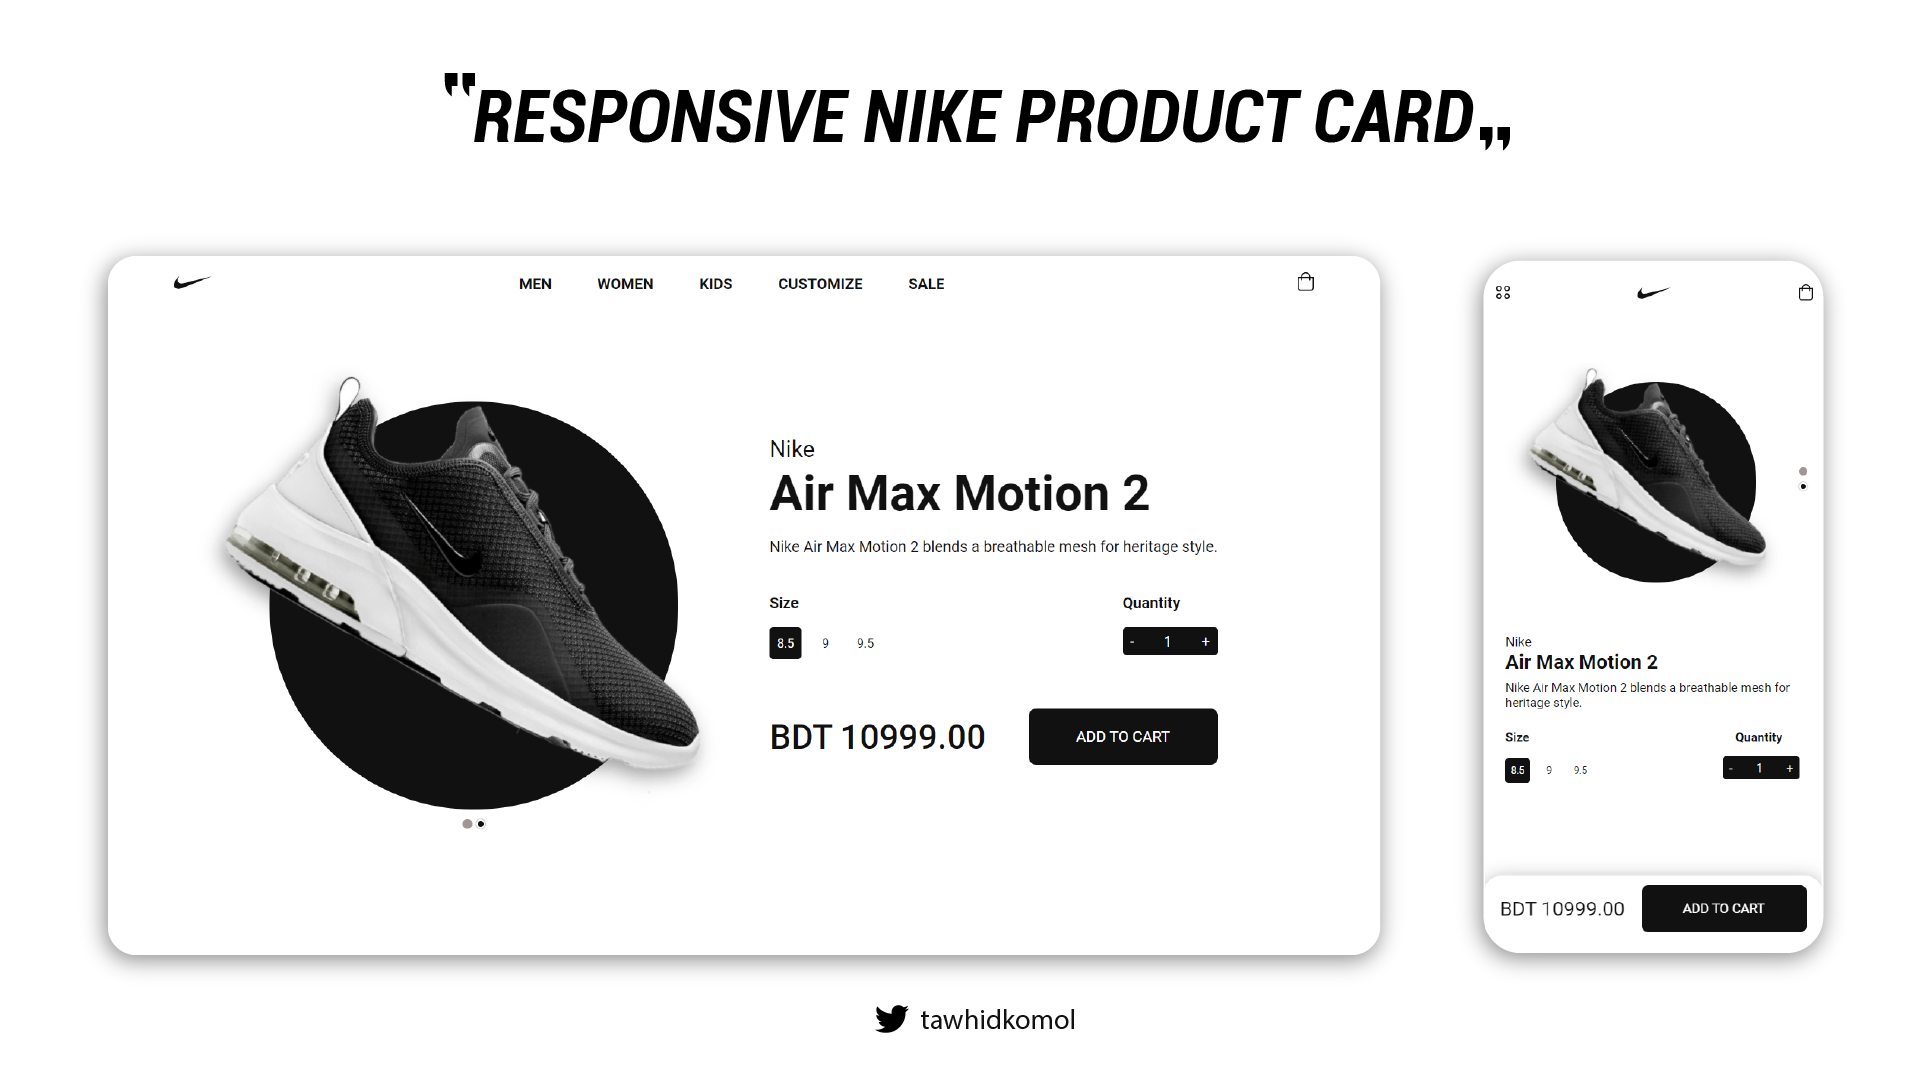 "RESPONSIVE NIKE PRODUCT CARD„
MEN WOMEN KIDS CUSTOMIZE SALE
Nike
Air Max Motion 2
Nike Air Max Motion 2 blends a breathable mesh for heritage style.
Size Quantity
8.5 9 9.5 - 1 +
BDT 10999.00 ADD TO CART
Nike
Air Max Motion 2
Nike Air Max Motion 2 blends a breathable mesh for
heritage style.
Size Quantity
8.5 9 9.5 - 1 +
BDT 10999.00 ADD TO CART
tawhidkomol